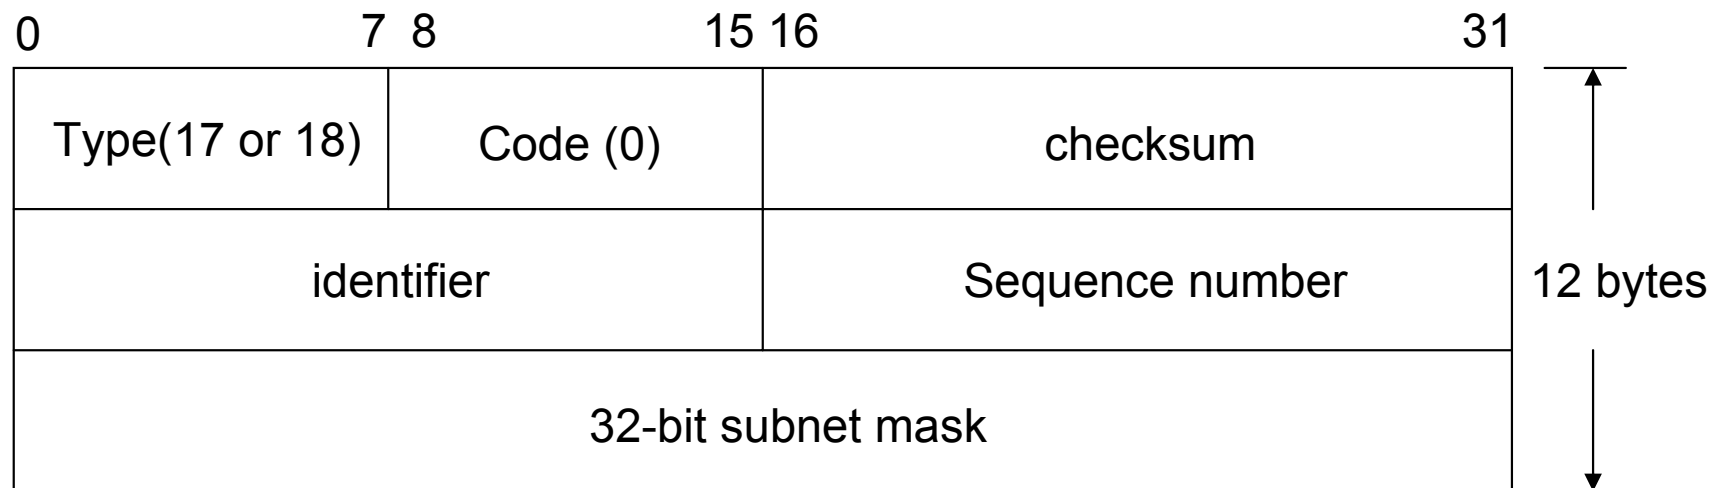 0 7 8 15 16 31
Type(17 or 18) Code (0) checksum
identifier Sequence number 12 bytes
32-bit subnet mask